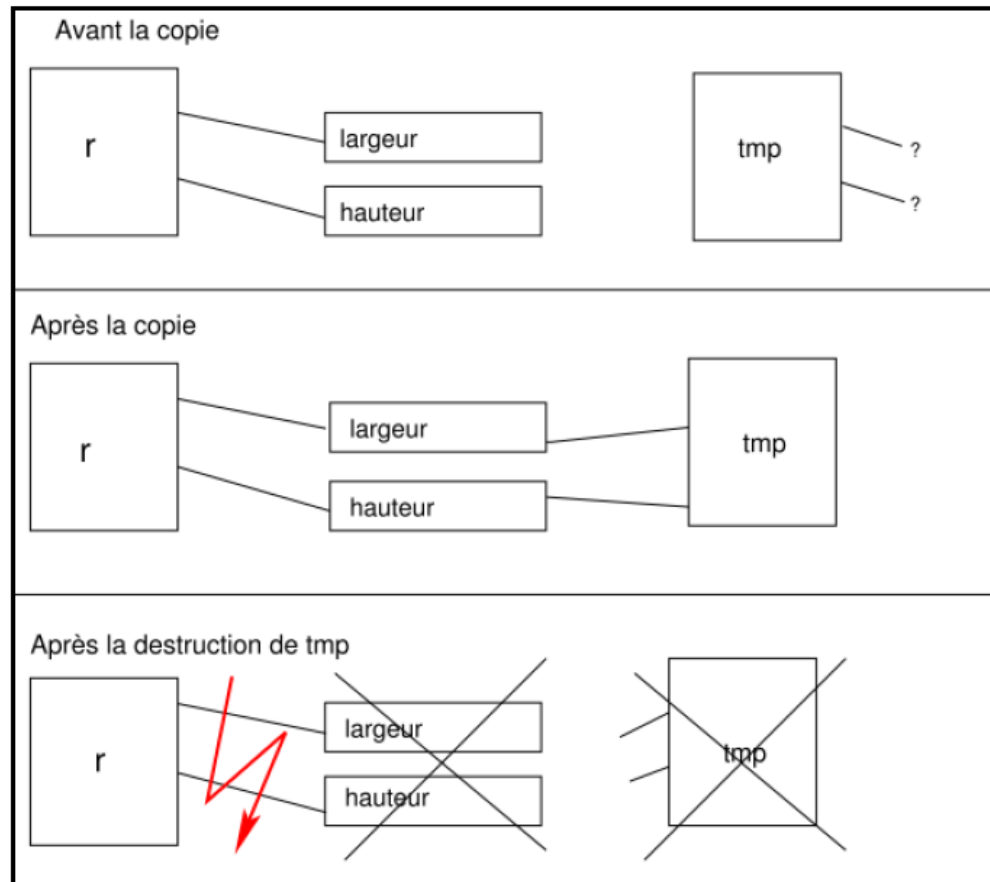 Avant la copie
r
largeur
hauteur
tmp
?
?
Après la copie
r
largeur
hauteur
tmp
Après la destruction de tmp
r
largeur
hauteur
tmp